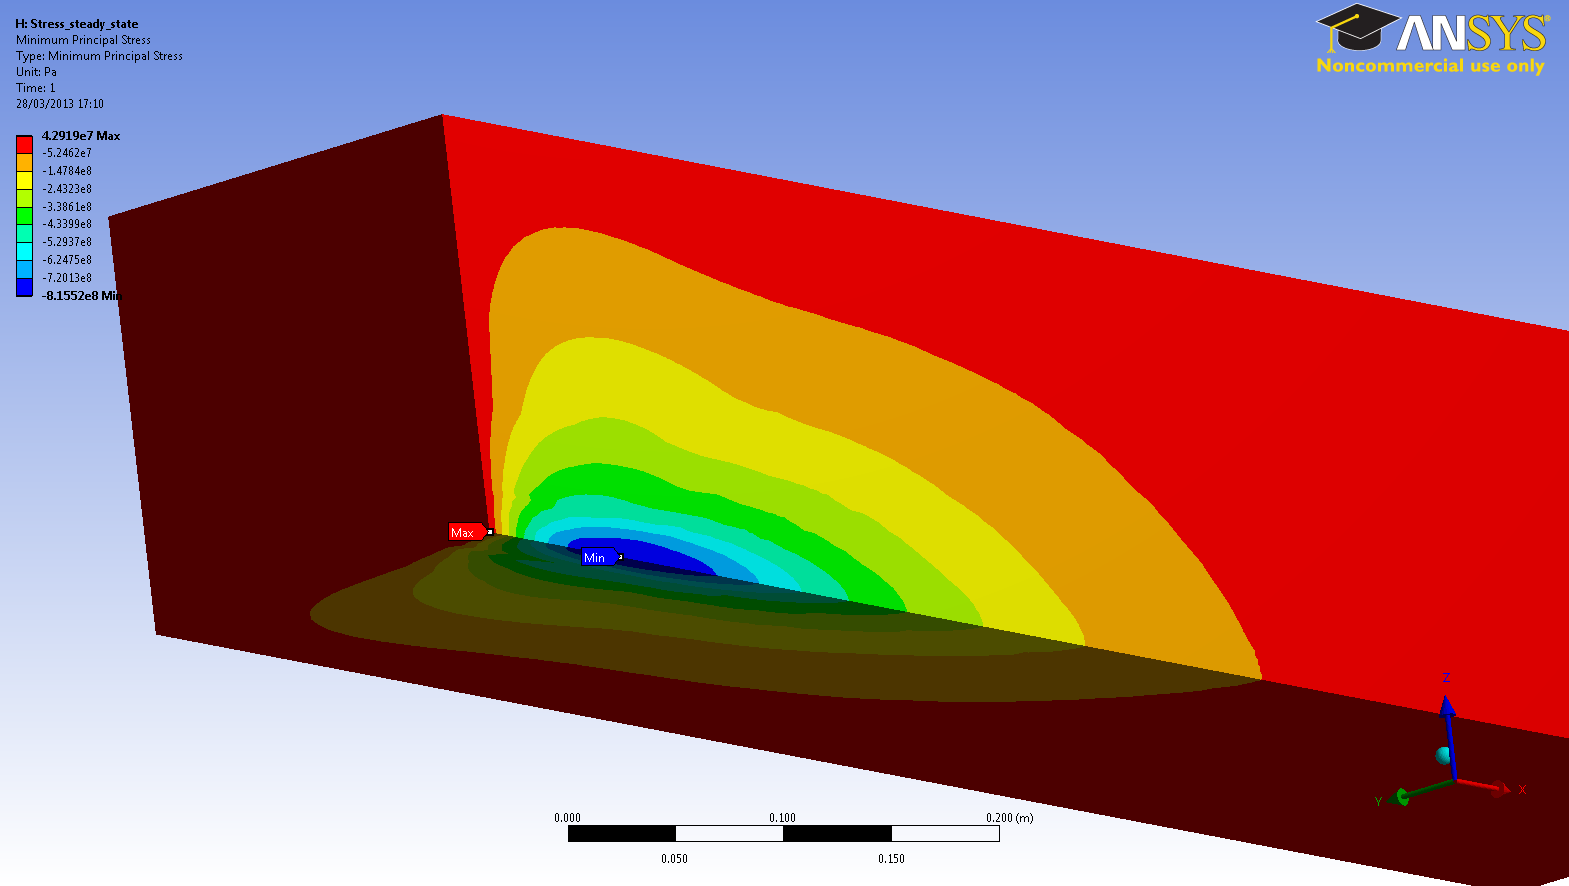 H: Stress_steady_state
Minimum Principal Stress
Type: Minimum Principal Stress
Unit: Pa
Time: 1
28/03/2013 17:10
4.2919e7 Max
-5.2462e7
-1.4784e8
-2.4323e8
-3.3861e8
-4.3399e8
-5.2937e8
-6.2475e8
-7.2013e8
-8.1552e8 Min
ANSYS®
Noncommercial use only
Max
Min
Z
Y
X
0.000 0.100 0.200 (m)
0.050 0.150